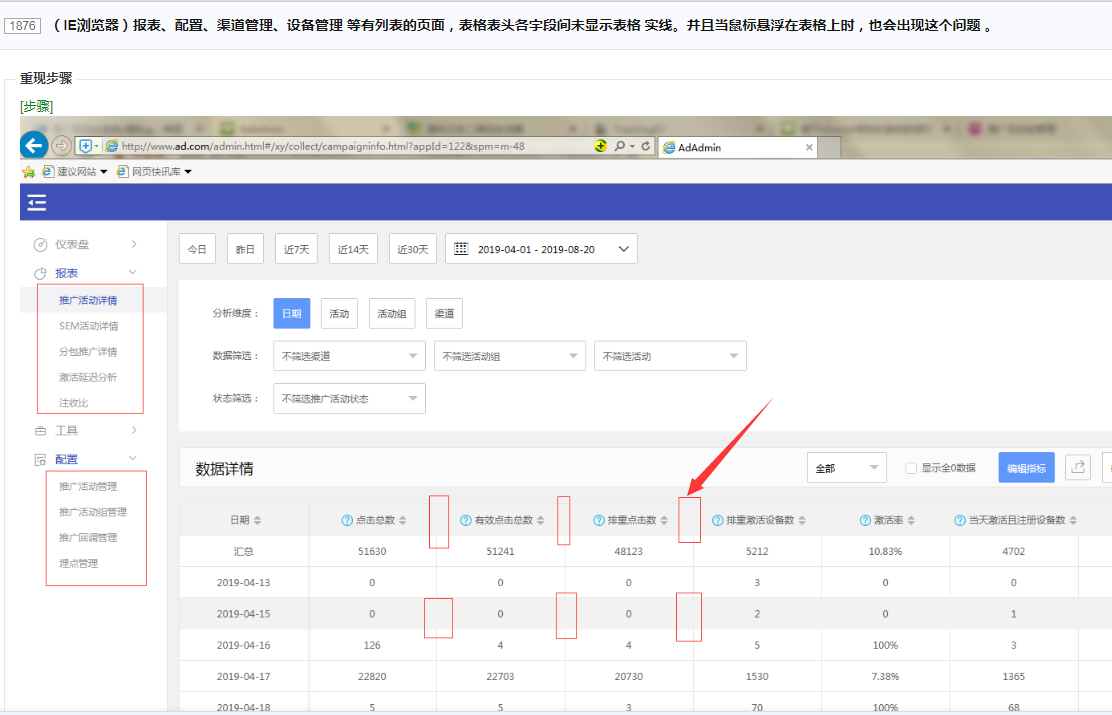 1876 （ IE浏览器 ）报表、配置、渠道管理、设备管理 等有列表的页面，表格表头各字段间未显示表格 实线。并且当鼠标悬浮在表格上时，也会出现这个问题 。
重现步骤
[步骤]
http://www.ad.com/admin.html#/xy/collect/campaigninfo.html?appId=122&spm=m-48
AdAdmin
建议网站 网页快讯库
仪表盘
报表
推广活动详情
SEM活动详情
分包推广详情
激活延迟分析
注收比
工具
配置
推广活动管理
推广活动组管理
推广回调管理
埋点管理
今日 昨日 近7天 近14天 近30天 2019-04-01 - 2019-08-20
分析维度： 日期 活动 活动组 渠道
数据筛选： 不筛选渠道 不筛选活动组 不筛选活动
状态筛选： 不筛选推广活动状态
数据详情 全部 显示全0数据 编辑指标
日期 点击总数 有效点击总数 排重点击数 排重激活设备数 激活率 当天激活且注册设备数
汇总 51630 51241 48123 5212 10.83% 4702
2019-04-13 0 0 0 3 0 0
2019-04-15 0 0 0 2 0 1
2019-04-16 126 4 4 5 100% 3
2019-04-17 22820 22703 20730 1530 7.38% 1365
2019-04-18 5 5 3 70 100% 68